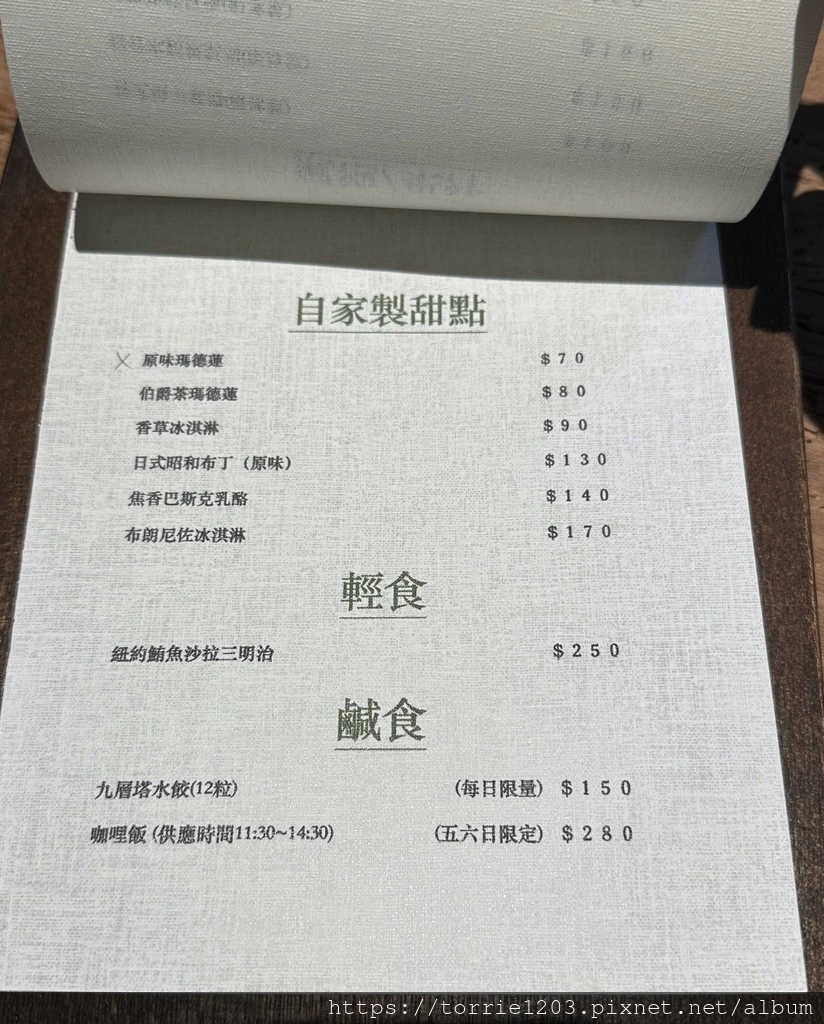 自家製甜點
X 原味瑪德蓮 $70
伯爵茶瑪德蓮 $80
香草冰淇淋 $90
日式昭和布丁（原味） $130
焦香巴斯克乳酪 $140
布朗尼佐冰淇淋 $170
輕食
紐約鮪魚沙拉三明治 $250
鹹食
九層塔水餃(12粒) (每日限量) $150
咖哩飯 (供應時間11:30~14:30) (五六日限定) $280
https://torrie1203.pixnet.net/album